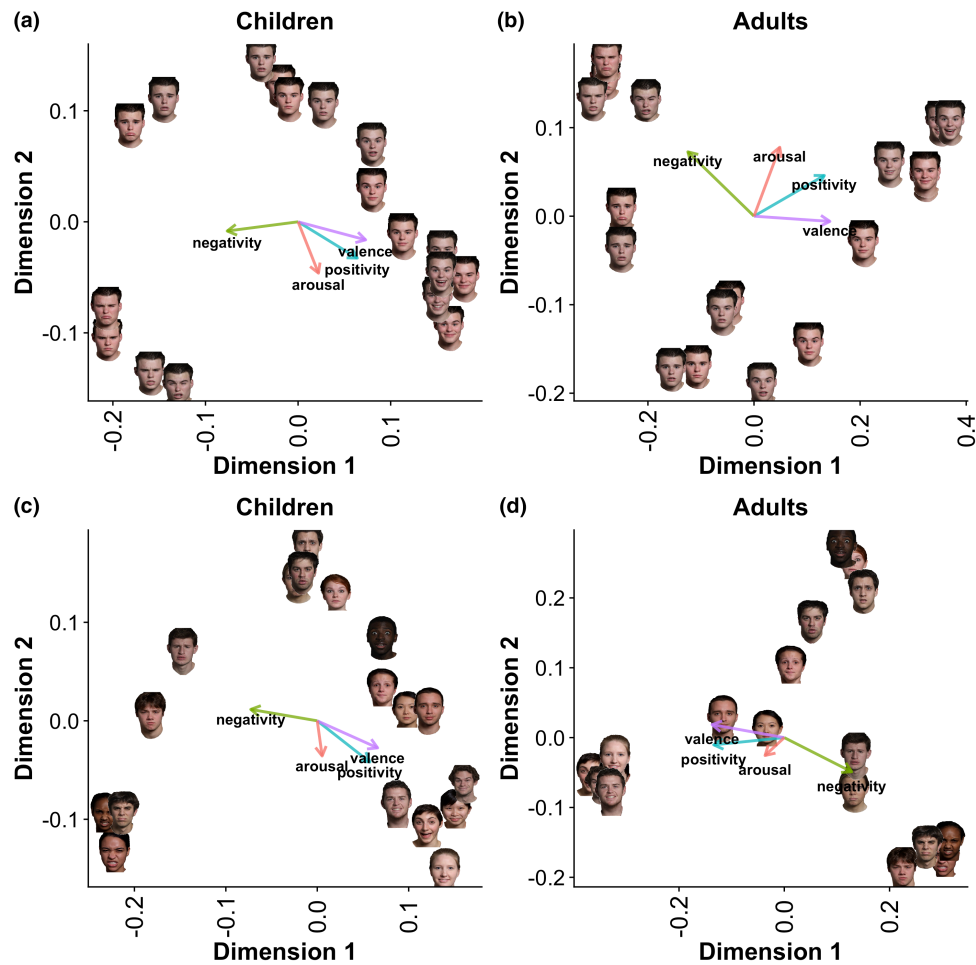 (a) Children
Dimension 2
0.1
0.0
-0.1
negativity
valence
positivity
arousal
-0.2
-0.1
0.0
0.1
Dimension 1
(b) Adults
Dimension 2
0.1
0.0
-0.1
-0.2
negativity
arousal
positivity
valence
-0.2
0.0
0.2
0.4
Dimension 1
(c) Children
Dimension 2
0.1
0.0
-0.1
negativity
valence
arousal
positivity
-0.2
-0.1
0.0
0.1
Dimension 1
(d) Adults
Dimension 2
0.2
0.1
0.0
-0.1
-0.2
valence
positivity
arousal
negativity
-0.2
0.0
0.2
Dimension 1